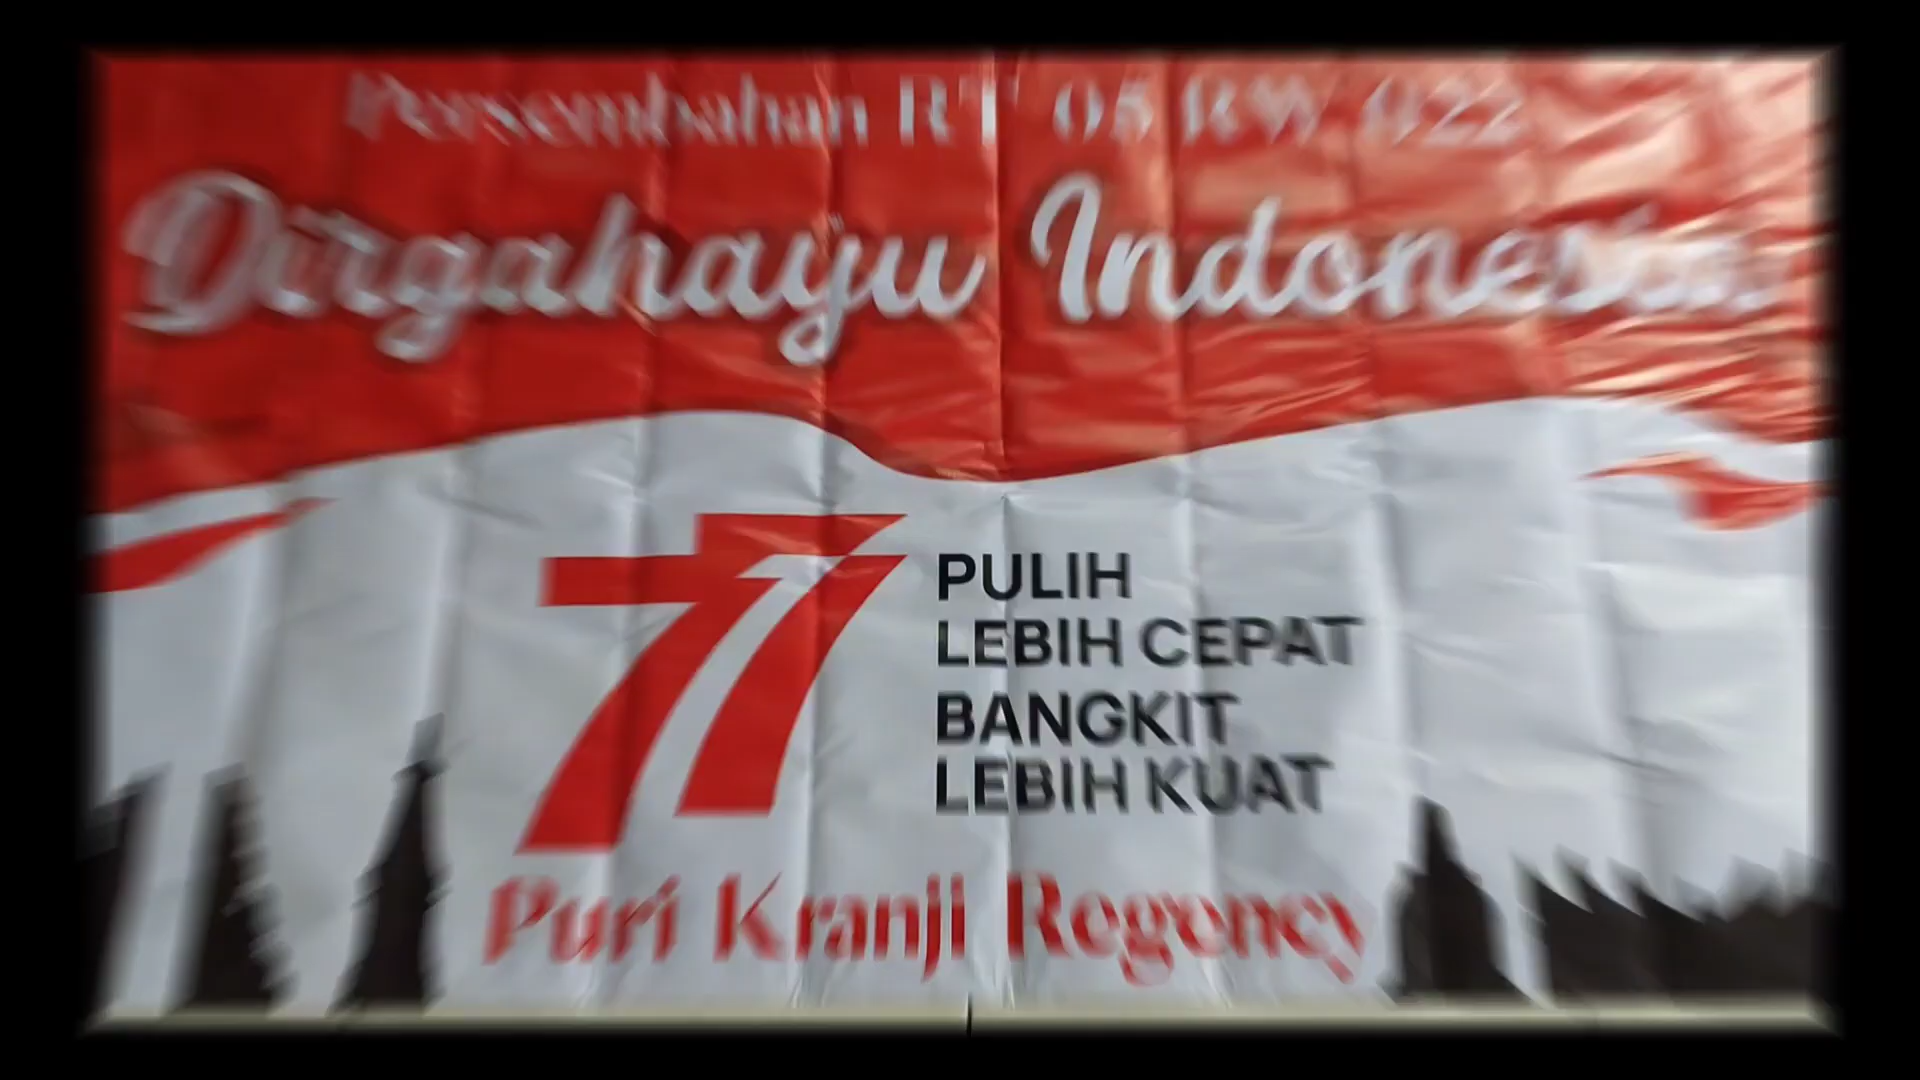 Persembahan RT 05 RW 022
Dirgahayu Indonesia
77
PULIH
LEBIH CEPAT
BANGKIT
LEBIH KUAT
Puri Kranji Regency